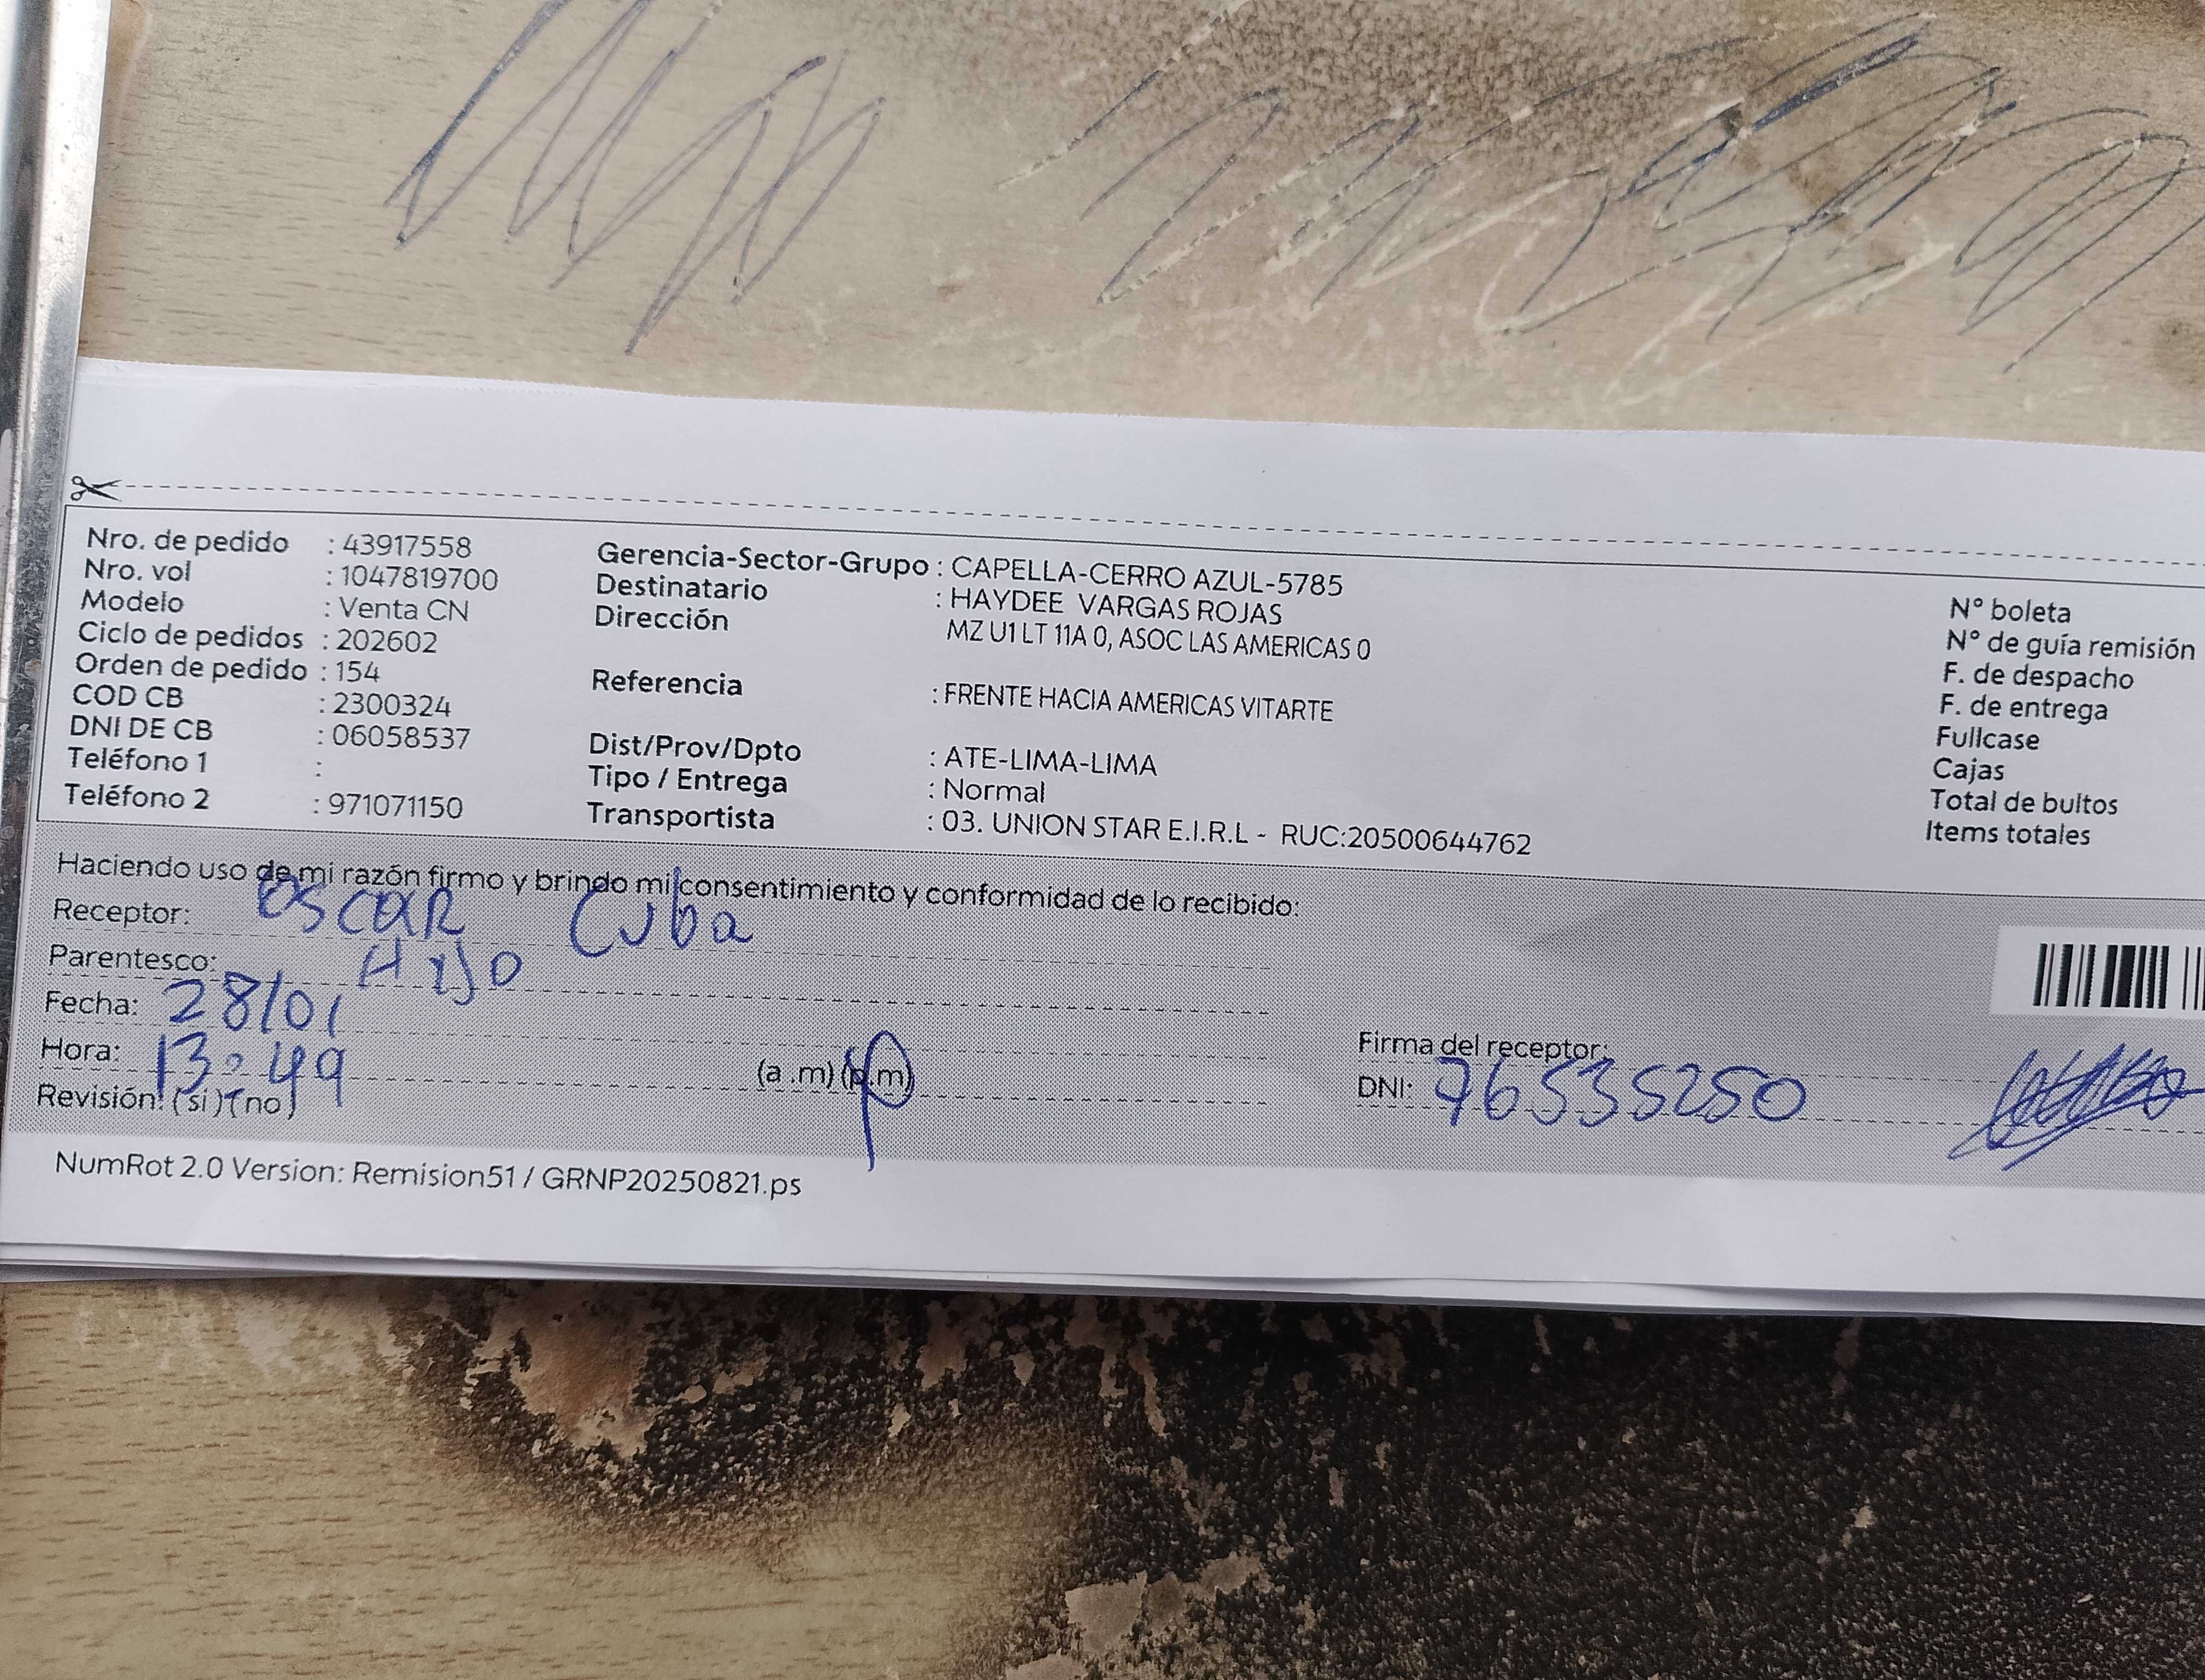 Nro. de pedido : 43917558
Nro. vol : 1047819700
Modelo : Venta CN
Ciclo de pedidos : 202602
Orden de pedido : 154
COD CB : 2300324
DNI DE CB : 06058537
Teléfono 1 :
Teléfono 2 : 971071150
Gerencia-Sector-Grupo : CAPELLA-CERRO AZUL-5785
Destinatario : HAYDEE VARGAS ROJAS
Dirección MZ U1 LT 11A 0, ASOC LAS AMERICAS 0
Referencia : FRENTE HACIA AMERICAS VITARTE
Dist/Prov/Dpto : ATE-LIMA-LIMA
Tipo / Entrega : Normal
Transportista : 03. UNION STAR E.I.R.L - RUC:20500644762
N° boleta
N° de guía remisión
F. de despacho
F. de entrega
Fullcase
Cajas
Total de bultos
Items totales
Haciendo uso de mi razón firmo y brindo mi consentimiento y conformidad de lo recibido:
Receptor: Oscar Cuba
Parentesco: Hijo
Fecha: 28/01
Hora: 13:49 (a .m) (p.m)
Revisión: (si) (no)
Firma del receptor:
DNI: 76535250
NumRot 2.0 Version: Remision51 / GRNP20250821.ps